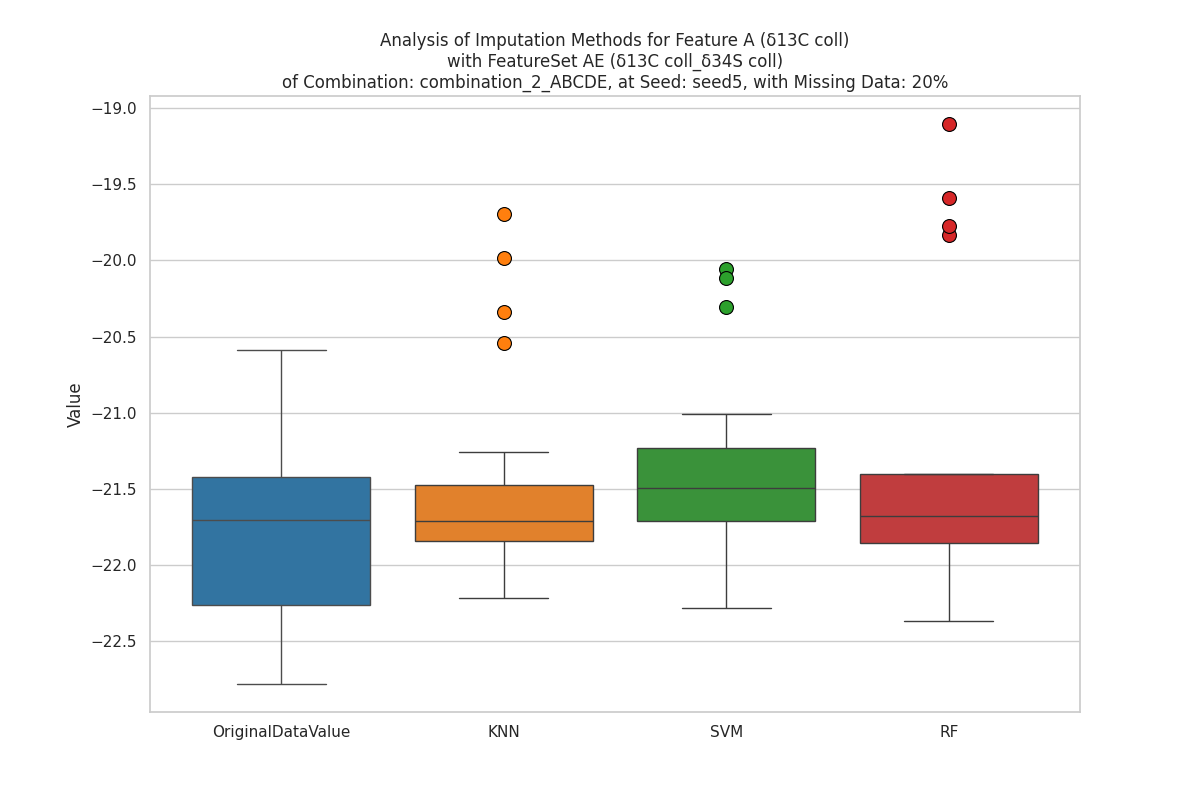 Analysis of Imputation Methods for Feature A (δ13C coll)
with FeatureSet AE (δ13C coll_δ34S coll)
of Combination: combination_2_ABCDE, at Seed: seed5, with Missing Data: 20%
−19.0
−19.5
−20.0
−20.5
−21.0
−21.5
−22.0
−22.5
Value
OriginalDataValue
KNN
SVM
RF